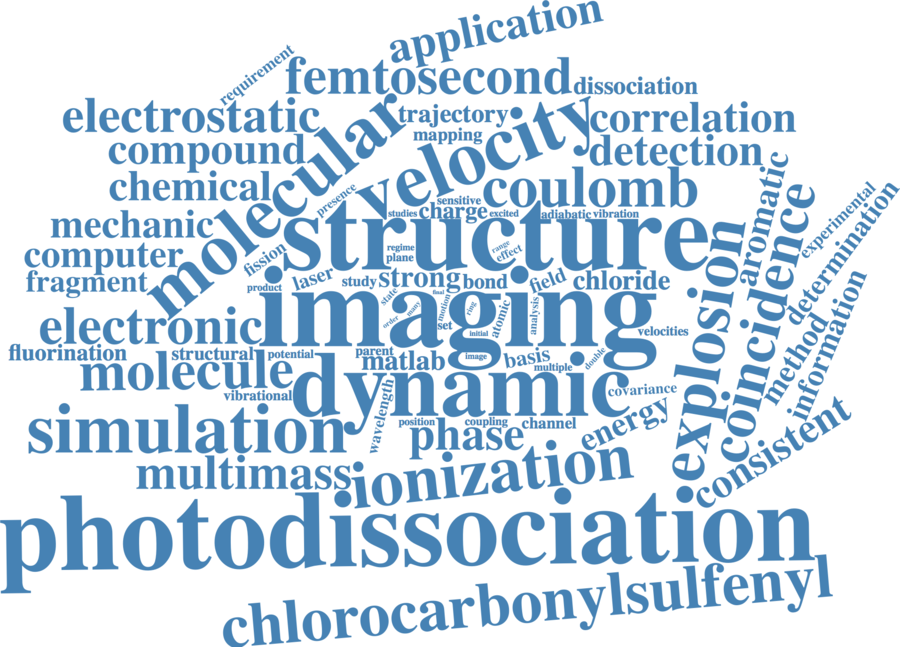 application
requirement
femtosecond
dissociation
electrostatic
molecular
trajectory
velocity
correlation
mapping
compound
detection
chemical
presence
sensitive
coulomb
aromatic
studies
charge
excited
adiabatic
vibration
mechanic
structure
coincidence
experimental
determination
computer
fission
regime
plane
range
effect
explosion
fragment
product
laser
study
strong
bond
field
chloride
imaging
state
final
many
motion
ring
atomic
analysis
order
set
initial
electronic
velocities
information
method
fluorination
structural
potential
parent
matlab
image
basis
multiple
double
molecule
dynamic
vibrational
wavelength
covariance
simulation
position
coupling
channel
phase
energy
consistent
multimass
ionization
photodissociation
chlorocarbonylsulfenyl